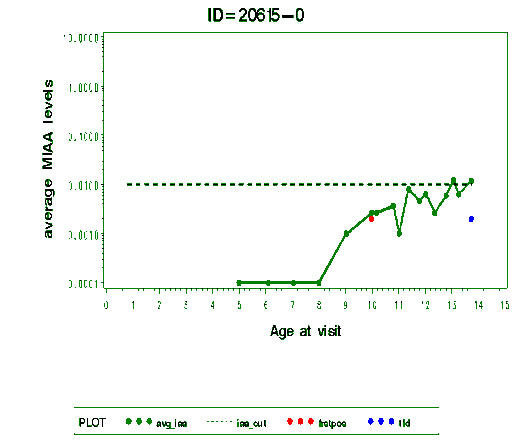 ID=20615-0
average MIAA levels
10.0000
1.0000
0.1000
0.0100
0.0010
0.0001
0 1 2 3 4 5 6 7 8 9 10 11 12 13 14 15
Age at visit
PLOT avg_iaa iaa_cut frstpos t1d